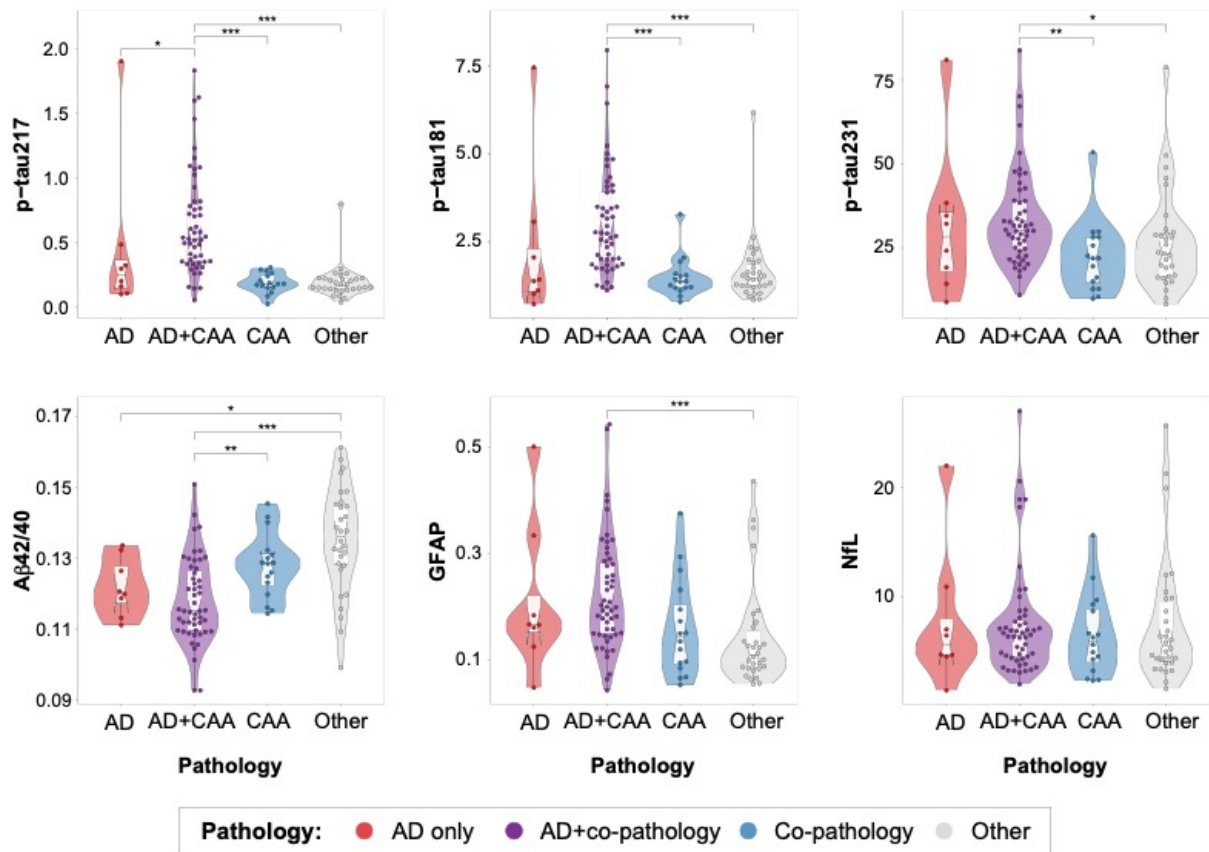 * *** ***
2.0
1.5
1.0
0.5
0.0
p-tau217
AD AD+CAA CAA Other
*** ***
7.5
5.0
2.5
p-tau181
AD AD+CAA CAA Other
* **
75
50
25
p-tau231
AD AD+CAA CAA Other
* *** **
0.17
0.15
0.13
0.11
0.09
Aβ42/40
AD AD+CAA CAA Other
Pathology
***
0.5
0.3
0.1
GFAP
AD AD+CAA CAA Other
Pathology
20
10
NfL
AD AD+CAA CAA Other
Pathology
Pathology: AD only AD+co-pathology Co-pathology Other